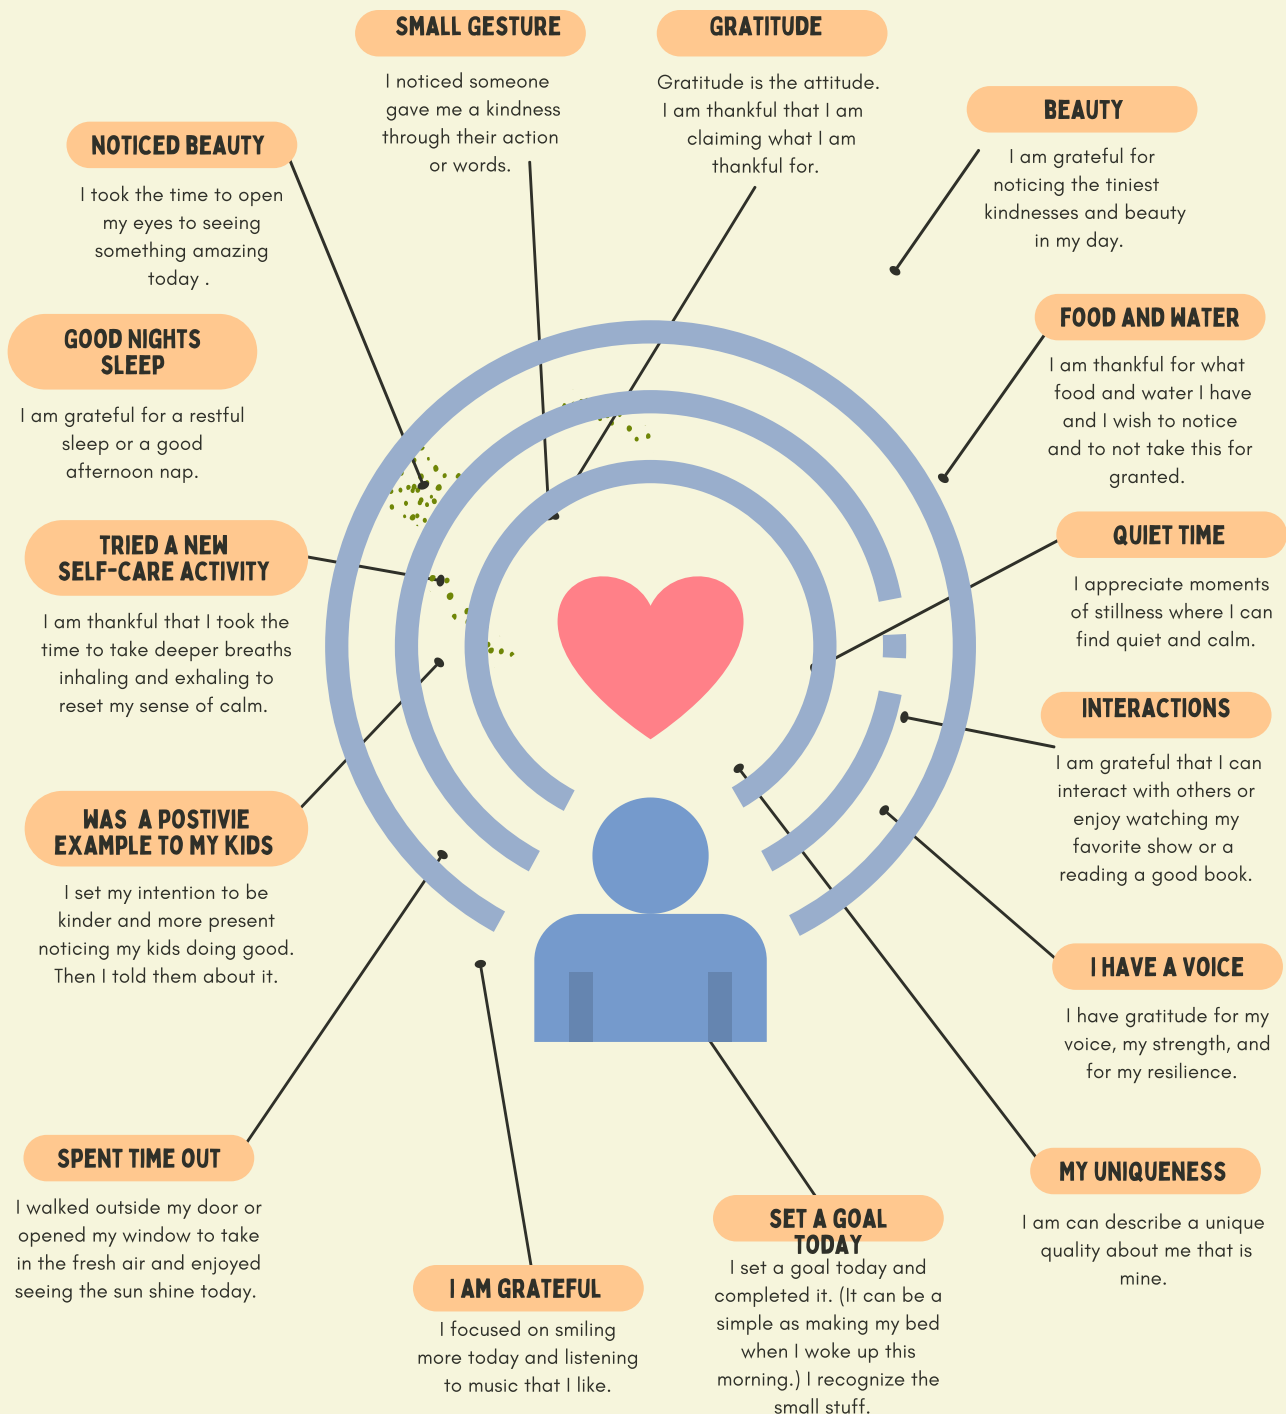 SMALL GESTURE
I noticed someone
gave me a kindness
through their action
or words.
GRATITUDE
Gratitude is the attitude.
I am thankful that I am
claiming what I am
thankful for.
BEAUTY
I am grateful for
noticing the tiniest
kindnesses and beauty
in my day.
NOTICED BEAUTY
I took the time to open
my eyes to seeing
something amazing
today .
FOOD AND WATER
I am thankful for what
food and water I have
and I wish to notice
and to not take this for
granted.
GOOD NIGHTS
SLEEP
I am grateful for a restful
sleep or a good
afternoon nap.
QUIET TIME
I appreciate moments
of stillness where I can
find quiet and calm.
TRIED A NEW
SELF-CARE ACTIVITY
I am thankful that I took the
time to take deeper breaths
inhaling and exhaling to
reset my sense of calm.
INTERACTIONS
I am grateful that I can
interact with others or
enjoy watching my
favorite show or a
reading a good book.
WAS A POSTIVIE
EXAMPLE TO MY KIDS
I set my intention to be
kinder and more present
noticing my kids doing good.
Then I told them about it.
I HAVE A VOICE
I have gratitude for my
voice, my strength, and
for my resilience.
SPENT TIME OUT
I walked outside my door or
opened my window to take
in the fresh air and enjoyed
seeing the sun shine today.
MY UNIQUENESS
I am can describe a unique
quality about me that is
mine.
I AM GRATEFUL
I focused on smiling
more today and listening
to music that I like.
SET A GOAL
TODAY
I set a goal today and
completed it. (It can be a
simple as making my bed
when I woke up this
morning.) I recognize the
small stuff.